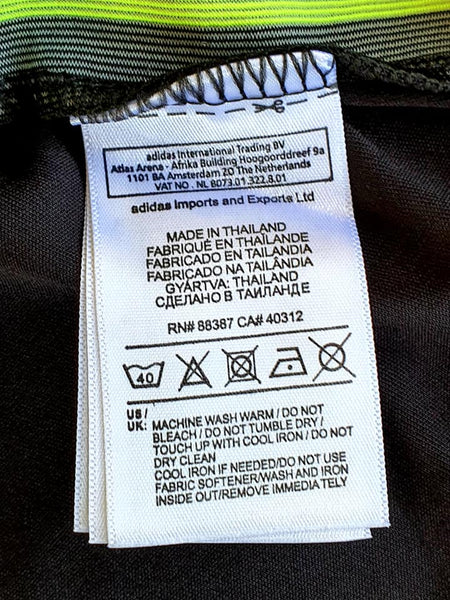 adidas International Trading BV
Atlas Arena - Afrika Building Hoogoorddreef 9a
1101 BA Amsterdam ZO The Netherlands
VAT NO . NL 8073.01.322.B.01
adidas Imports and Exports Ltd
MADE IN THAILAND
FABRIQUÉ EN THAÏLANDE
FABRICADO EN TAILANDIA
FABRICADO NA TAILÂNDIA
GYÁRTVA: THAILAND
СДЕЛАНО В ТАИЛАНДЕ
RN# 88387 CA# 40312
40
US /
UK: MACHINE WASH WARM / DO NOT
BLEACH / DO NOT TUMBLE DRY /
TOUCH UP WITH COOL IRON / DO NOT
DRY CLEAN
COOL IRON IF NEEDED/DO NOT USE
FABRIC SOFTENER/WASH AND IRON
INSIDE OUT/REMOVE IMMEDIATELY